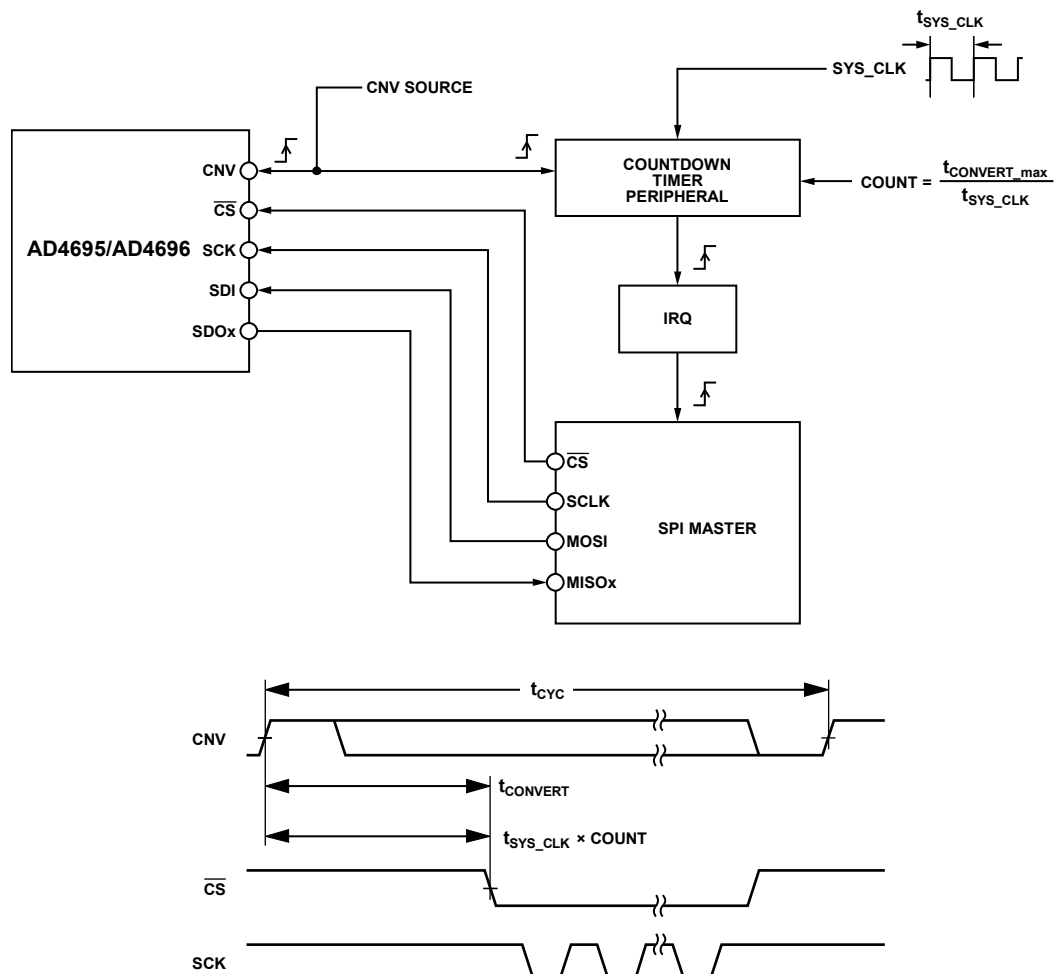 tSYS_CLK
SYS_CLK
CNV SOURCE
AD4695/AD4696
CNV
CS
SCK
SDI
SDOx
COUNTDOWN
TIMER
PERIPHERAL
COUNT = tCONVERT_max
tSYS_CLK
IRQ
CS
SCLK
MOSI
MISOx
SPI MASTER
tCYC
CNV
tCONVERT
tSYS_CLK × COUNT
CS
SCK